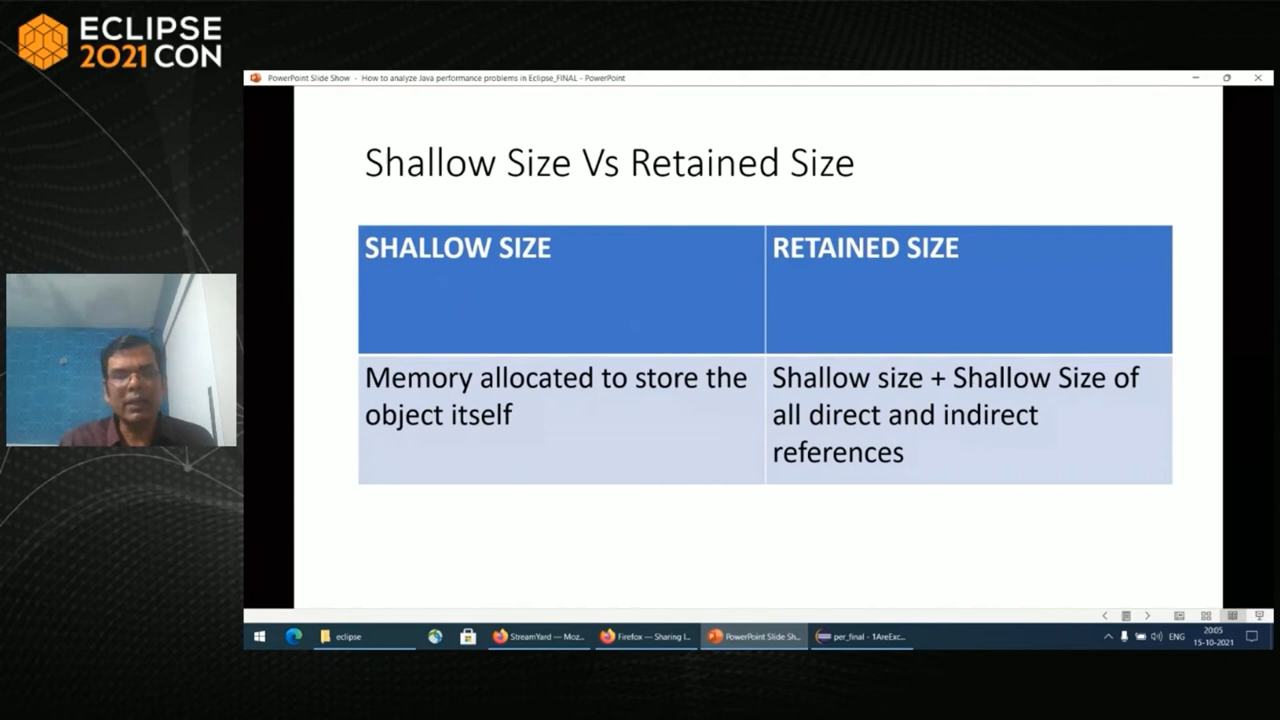 ECLIPSE
2021 CON
PowerPoint Slide Show - How to analyze Java performance problems in Eclipse_FINAL - PowerPoint
Shallow Size Vs Retained Size
SHALLOW SIZE
RETAINED SIZE
Memory allocated to store the
object itself
Shallow size + Shallow Size of
all direct and indirect
references
eclipse
StreamYard — Moz...
Firefox — Sharing I...
PowerPoint Slide Sh...
per_final - 1AreExc...
ENG
20:05
15-10-2021